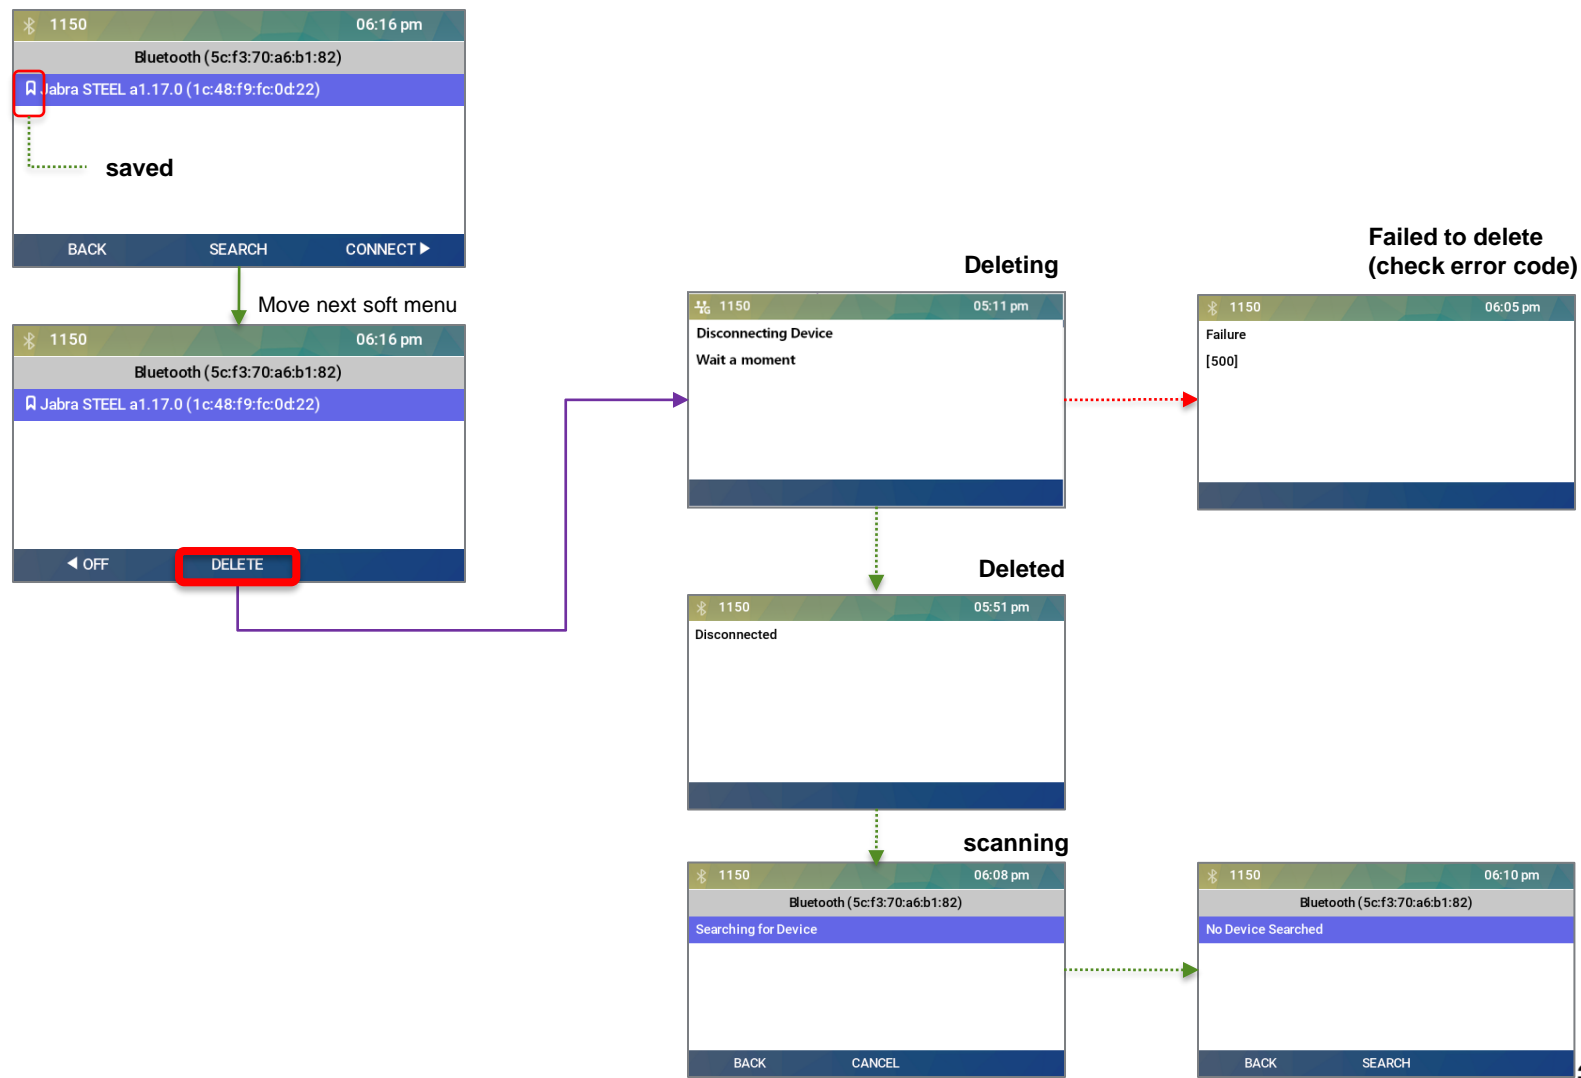 1150 06:16 pm
Bluetooth (5c:f3:70:a6:b1:82)
Jabra STEEL a1.17.0 (1c:48:f9:fc:0d:22)
saved
BACK SEARCH CONNECT
Move next soft menu
1150 06:16 pm
Bluetooth (5c:f3:70:a6:b1:82)
Jabra STEEL a1.17.0 (1c:48:f9:fc:0d:22)
OFF DELETE
Deleting
1150 05:11 pm
Disconnecting Device
Wait a moment
Failed to delete
(check error code)
1150 06:05 pm
Failure
[500]
Deleted
1150 05:51 pm
Disconnected
scanning
1150 06:08 pm
Bluetooth (5c:f3:70:a6:b1:82)
Searching for Device
BACK CANCEL
1150 06:10 pm
Bluetooth (5c:f3:70:a6:b1:82)
No Device Searched
BACK SEARCH